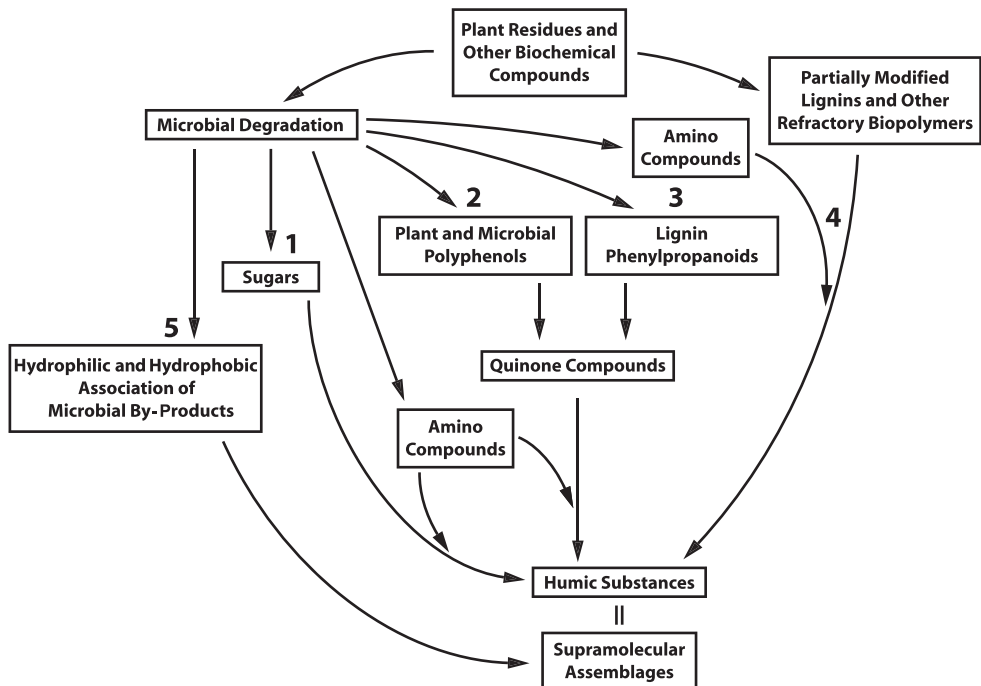 Plant Residues and
Other Biochemical
Compounds
Partially Modified
Lignins and Other
Refractory Biopolymers
Microbial Degradation
Amino
Compounds
2
3
4
Plant and Microbial
Polyphenols
Lignin
Phenylpropanoids
1
Sugars
5
Hydrophilic and Hydrophobic
Association of
Microbial By-Products
Quinone Compounds
Amino
Compounds
Humic Substances
=
Supramolecular
Assemblages